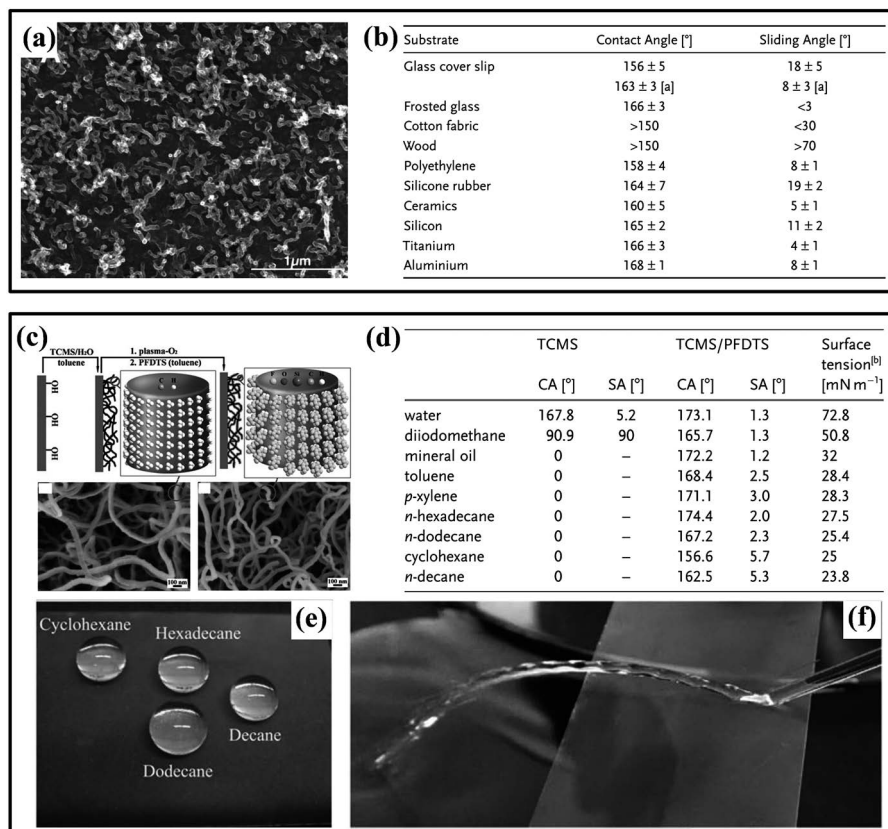 (a)
1µm
(b)
Substrate Contact Angle [°] Sliding Angle [°]
Glass cover slip 156 ± 5 18 ± 5
163 ± 3 [a] 8 ± 3 [a]
Frosted glass 166 ± 3 <3
Cotton fabric >150 <30
Wood >150 >70
Polyethylene 158 ± 4 8 ± 1
Silicone rubber 164 ± 7 19 ± 2
Ceramics 160 ± 5 5 ± 1
Silicon 165 ± 2 11 ± 2
Titanium 166 ± 3 4 ± 1
Aluminium 168 ± 1 8 ± 1
(c)
TCMS/H₂O
toluene
1. plasma-O₂
2. PFDTS (toluene)
HO
HO
HO
C H
F O Si C H
100 nm
100 nm
(d)
TCMS TCMS/PFDTS Surface
tension[b]
CA [°] SA [°] CA [°] SA [°] [mN m⁻¹]
water 167.8 5.2 173.1 1.3 72.8
diiodomethane 90.9 90 165.7 1.3 50.8
mineral oil 0 – 172.2 1.2 32
toluene 0 – 168.4 2.5 28.4
p-xylene 0 – 171.1 3.0 28.3
n-hexadecane 0 – 174.4 2.0 27.5
n-dodecane 0 – 167.2 2.3 25.4
cyclohexane 0 – 156.6 5.7 25
n-decane 0 – 162.5 5.3 23.8
(e)
Cyclohexane
Hexadecane
Decane
Dodecane
(f)